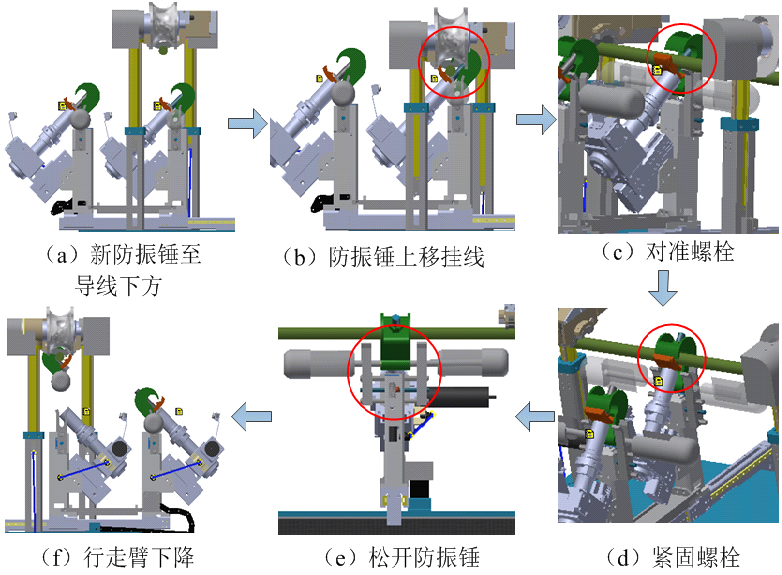 （a）新防振锤至
导线下方
（b）防振锤上移挂线
（c）对准螺栓
（f）行走臂下降
（e）松开防振锤
（d）紧固螺栓